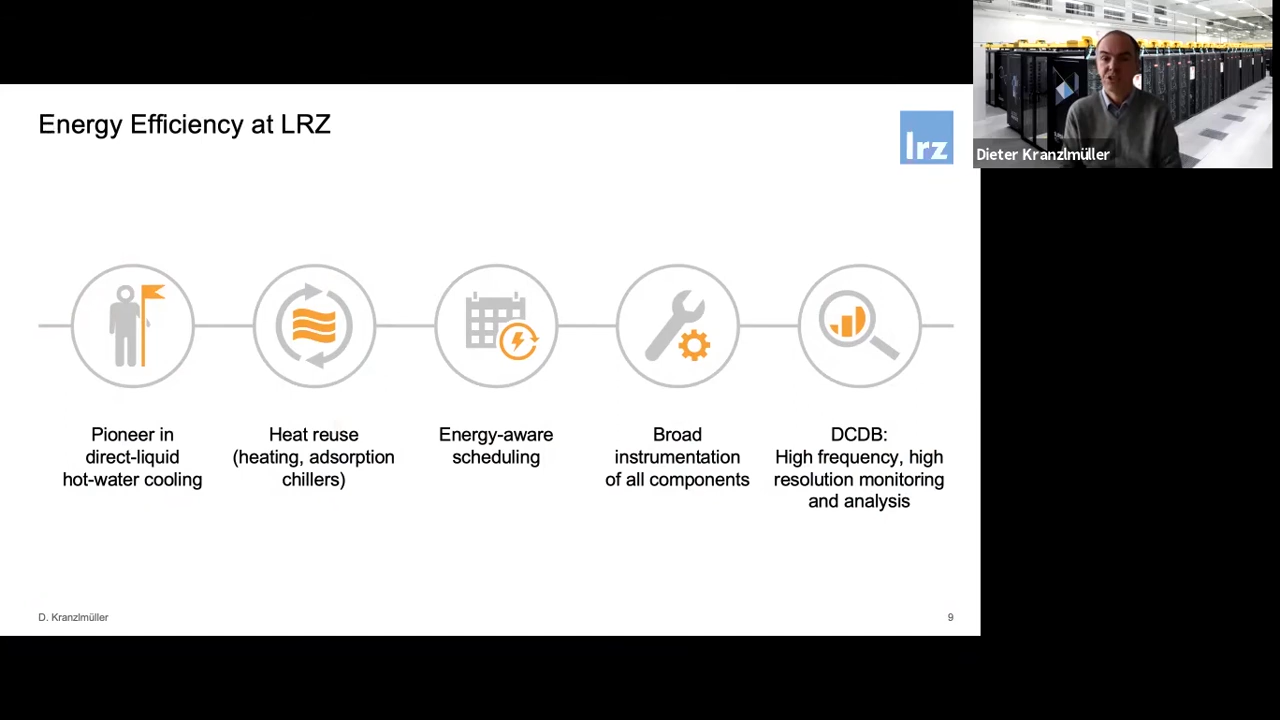 Energy Efficiency at LRZ
lrz
Dieter Kranzlmüller
Pioneer in
direct-liquid
hot-water cooling
Heat reuse
(heating, adsorption
chillers)
Energy-aware
scheduling
Broad
instrumentation
of all components
DCDB:
High frequency, high
resolution monitoring
and analysis
D. Kranzlmüller
9